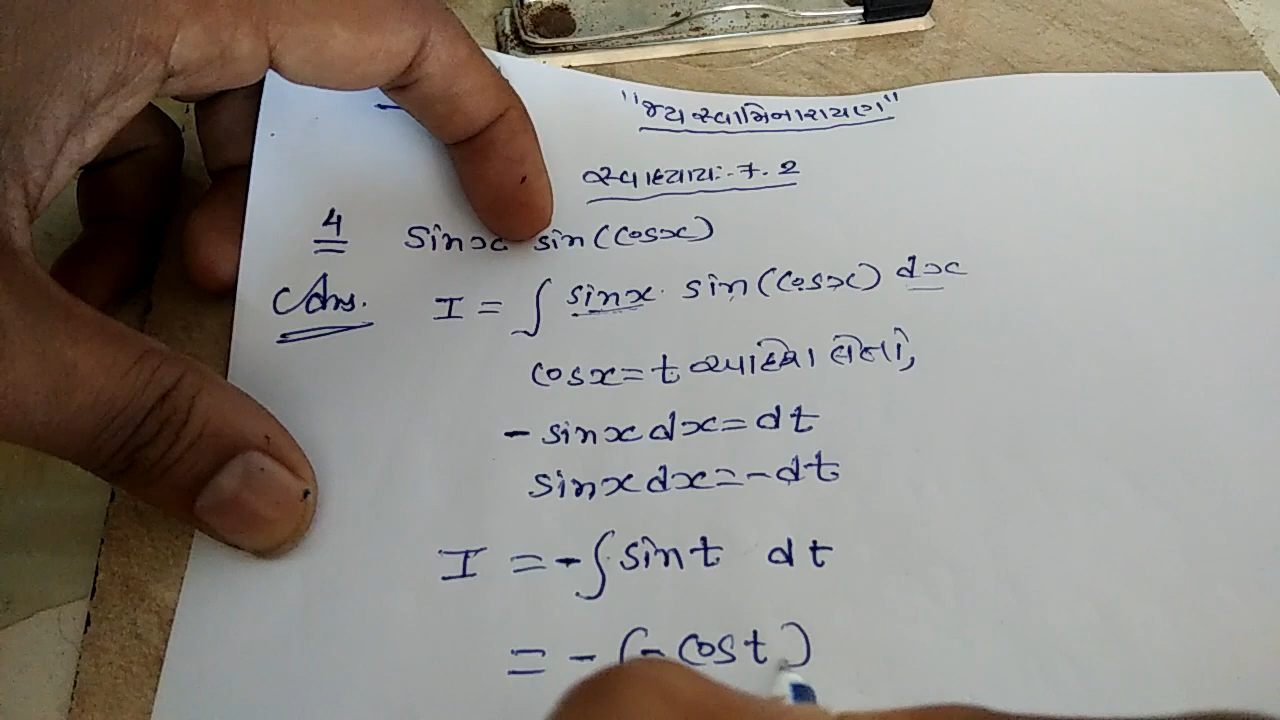 "જય સ્વામિનારાયણ"
સ્વાધ્યાય:- 7.2
4 sinx sin(cosx)
Ans. I = ∫ sinx. sin(cosx) dx
cosx = t આદેશ લેતાં,
- sinx dx = dt
sinx dx = - dt
I = - ∫ sint dt
= - (- cost)